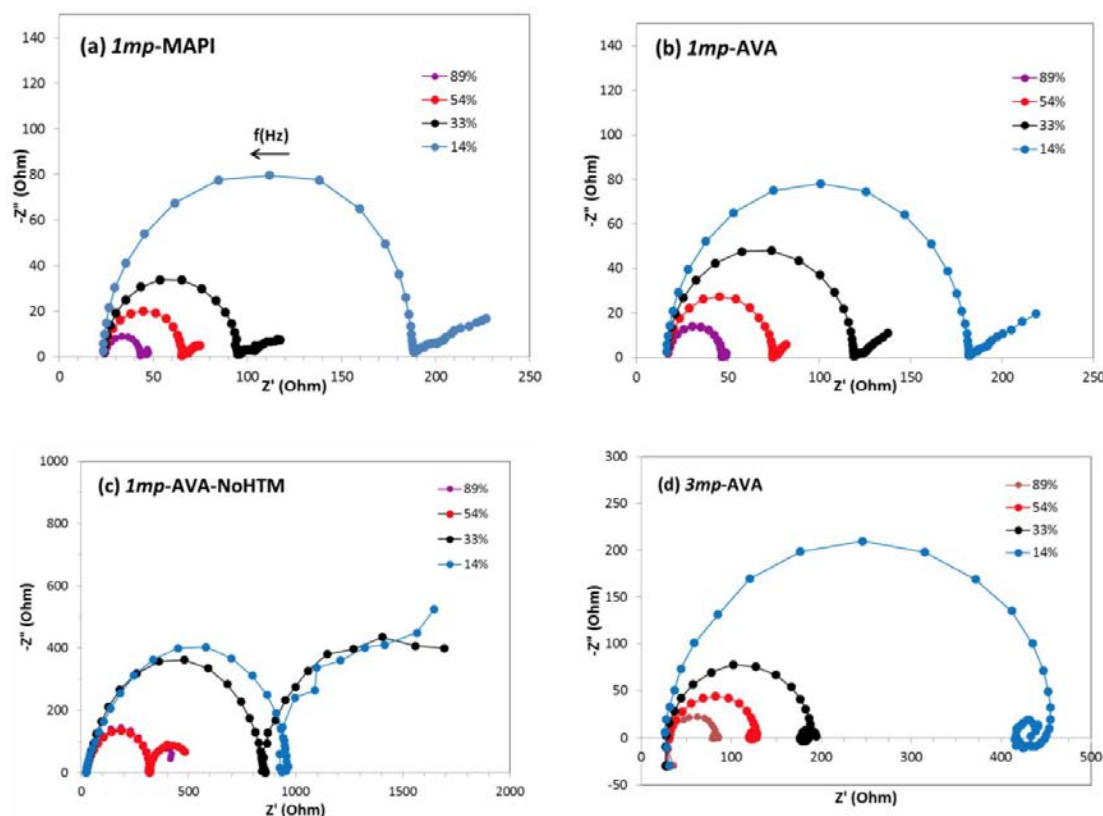 (a) 1mp-MAPI
89%
54%
33%
14%
f(Hz)
-Z" (Ohm)
140
120
100
80
60
40
20
0
0 50 100 150 200 250
Z' (Ohm)
(b) 1mp-AVA
89%
54%
33%
14%
-Z" (Ohm)
140
120
100
80
60
40
20
0
0 50 100 150 200 250
Z' (Ohm)
(c) 1mp-AVA-NoHTM
89%
54%
33%
14%
-Z" (Ohm)
1000
800
600
400
200
0
0 500 1000 1500 2000
Z' (Ohm)
(d) 3mp-AVA
89%
54%
33%
14%
-Z" (Ohm)
300
250
200
150
100
50
0
-50
0 100 200 300 400 500
Z' (Ohm)